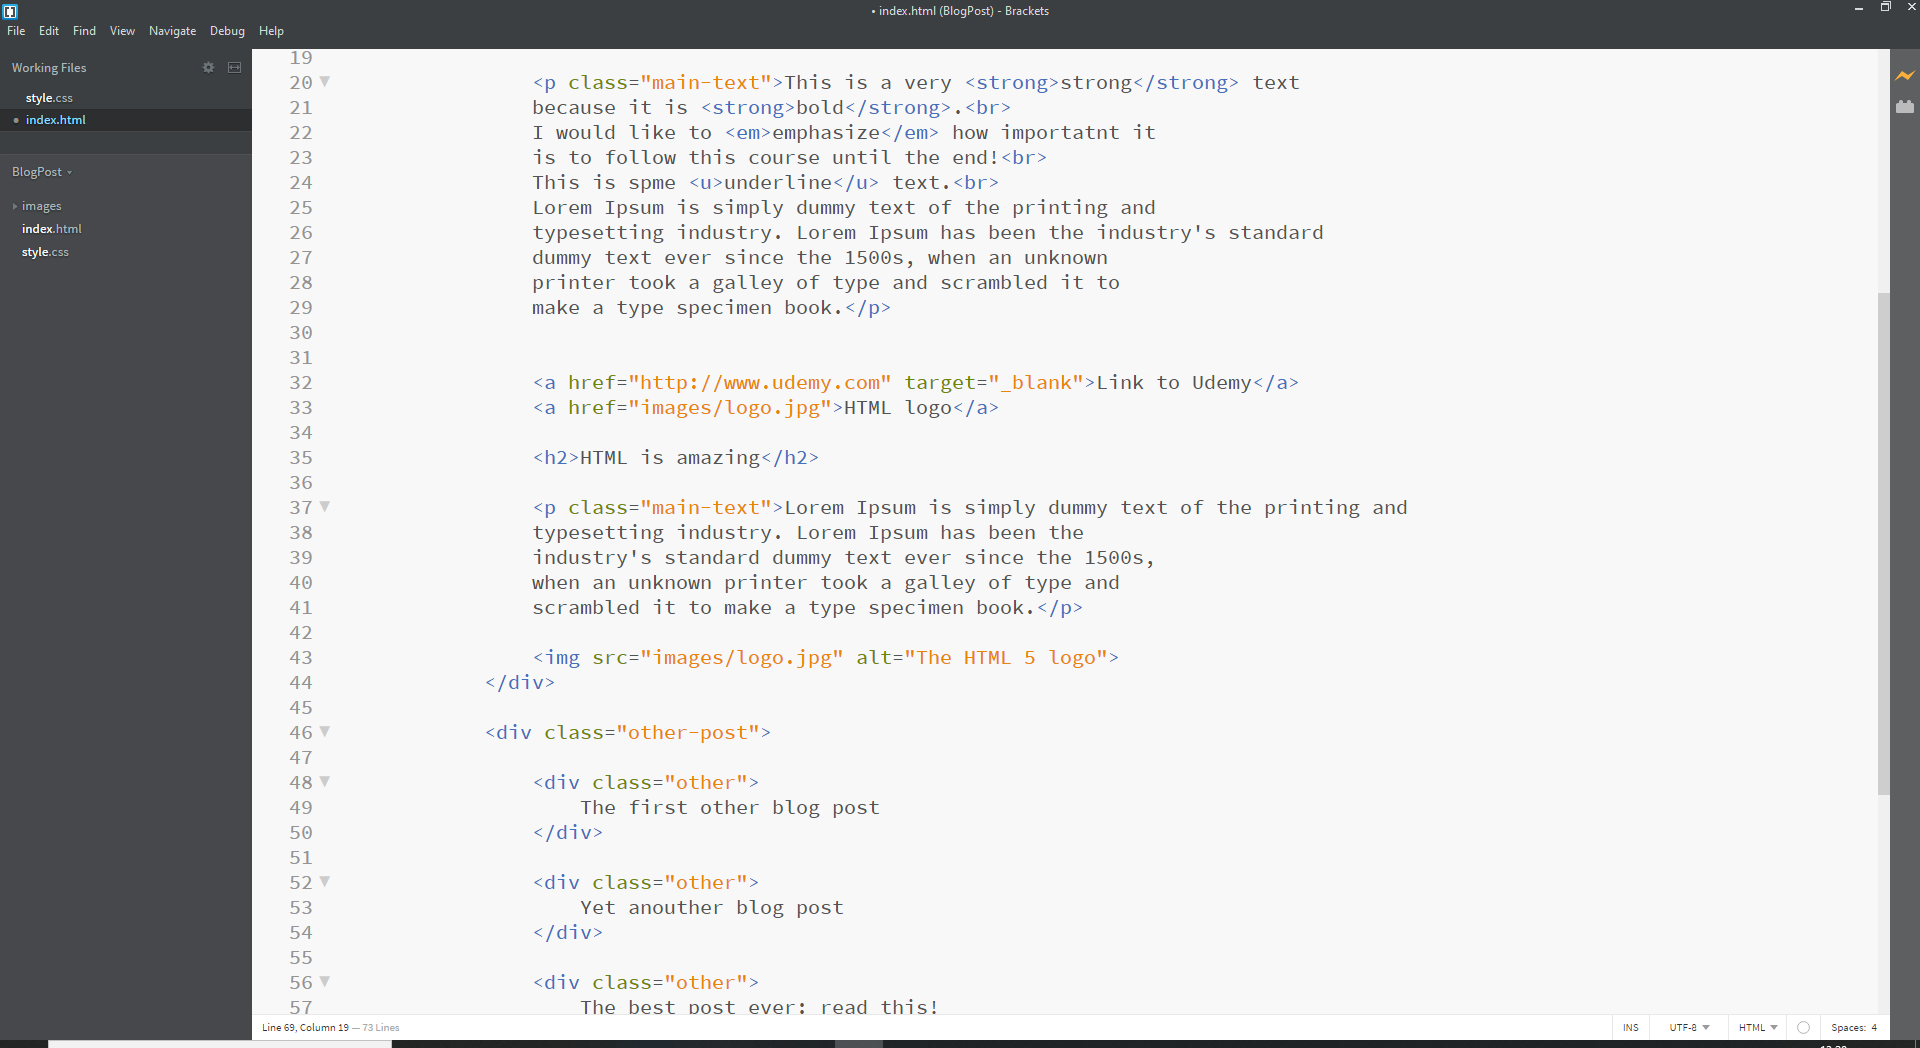 • index.html (BlogPost) - Brackets
File Edit Find View Navigate Debug Help
Working Files
style.css
• index.html
BlogPost
images
index.html
style.css
19
20 <p class="main-text">This is a very <strong>strong</strong> text
21 because it is <strong>bold</strong>.<br>
22 I would like to <em>emphasize</em> how importatnt it
23 is to follow this course until the end!<br>
24 This is spme <u>underline</u> text.<br>
25 Lorem Ipsum is simply dummy text of the printing and
26 typesetting industry. Lorem Ipsum has been the industry's standard
27 dummy text ever since the 1500s, when an unknown
28 printer took a galley of type and scrambled it to
29 make a type specimen book.</p>
30
31
32 <a href="http://www.udemy.com" target="_blank">Link to Udemy</a>
33 <a href="images/logo.jpg">HTML logo</a>
34
35 <h2>HTML is amazing</h2>
36
37 <p class="main-text">Lorem Ipsum is simply dummy text of the printing and
38 typesetting industry. Lorem Ipsum has been the
39 industry's standard dummy text ever since the 1500s,
40 when an unknown printer took a galley of type and
41 scrambled it to make a type specimen book.</p>
42
43 <img src="images/logo.jpg" alt="The HTML 5 logo">
44 </div>
45
46 <div class="other-post">
47
48 <div class="other">
49 The first other blog post
50 </div>
51
52 <div class="other">
53 Yet anouther blog post
54 </div>
55
56 <div class="other">
57 The best post ever: read this!
Line 69, Column 19 — 73 Lines
INS UTF-8 HTML Spaces: 4